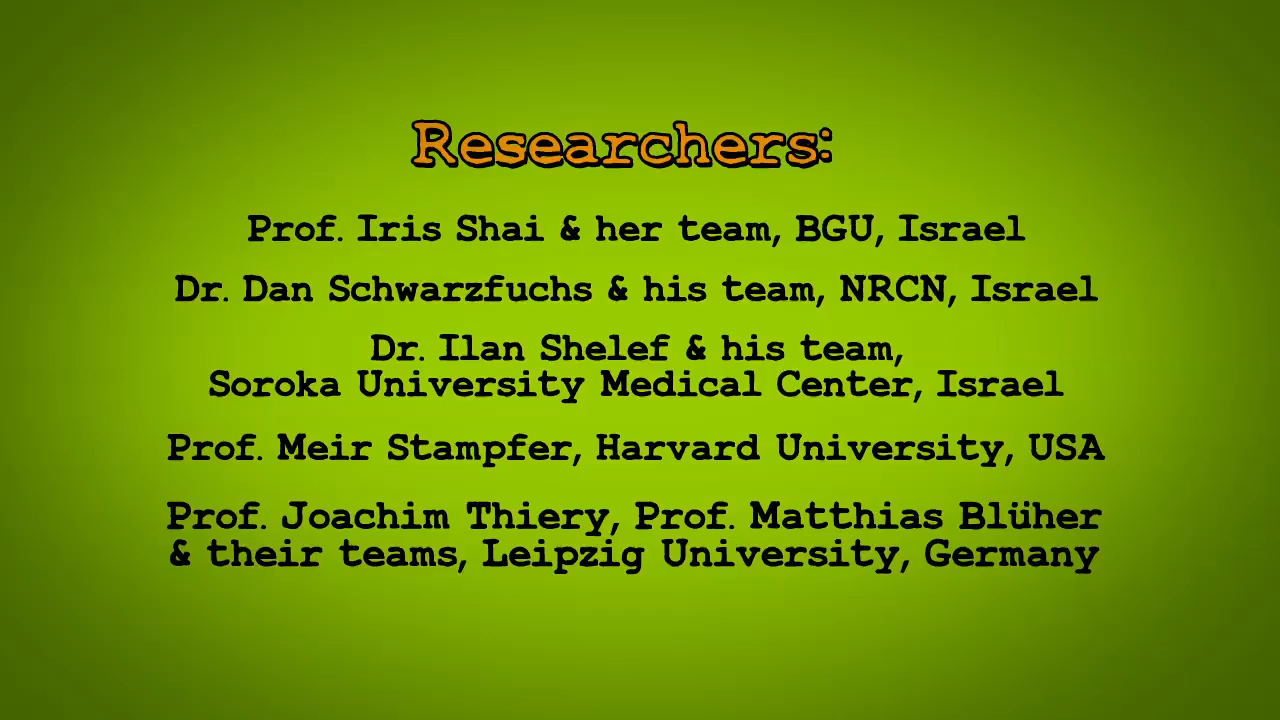 Researchers:
Prof. Iris Shai & her team, BGU, Israel
Dr. Dan Schwarzfuchs & his team, NRCN, Israel
Dr. Ilan Shelef & his team,
Soroka University Medical Center, Israel
Prof. Meir Stampfer, Harvard University, USA
Prof. Joachim Thiery, Prof. Matthias Blüher
& their teams, Leipzig University, Germany